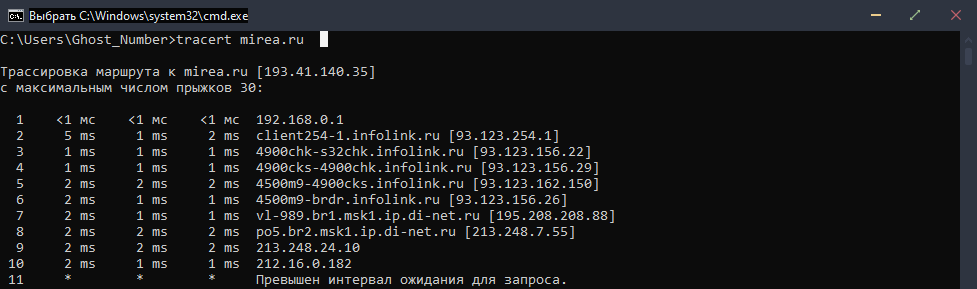 Выбрать C:\Windows\system32\cmd.exe
C:\Users\Ghost_Number>tracert mirea.ru
Трассировка маршрута к mirea.ru [193.41.140.35]
с максимальным числом прыжков 30:
1 <1 мс <1 мс <1 мс 192.168.0.1
2 5 ms 1 ms 2 ms client254-1.infolink.ru [93.123.254.1]
3 1 ms 1 ms 1 ms 4900chk-s32chk.infolink.ru [93.123.156.22]
4 1 ms 1 ms 1 ms 4900cks-4900chk.infolink.ru [93.123.156.29]
5 2 ms 2 ms 2 ms 4500m9-4900cks.infolink.ru [93.123.162.150]
6 2 ms 1 ms 1 ms 4500m9-brdr.infolink.ru [93.123.156.26]
7 2 ms 1 ms 1 ms vl-989.br1.msk1.ip.di-net.ru [195.208.208.88]
8 2 ms 2 ms 2 ms po5.br2.msk1.ip.di-net.ru [213.248.7.55]
9 2 ms 2 ms 2 ms 213.248.24.10
10 2 ms 1 ms 1 ms 212.16.0.182
11 * * * Превышен интервал ожидания для запроса.